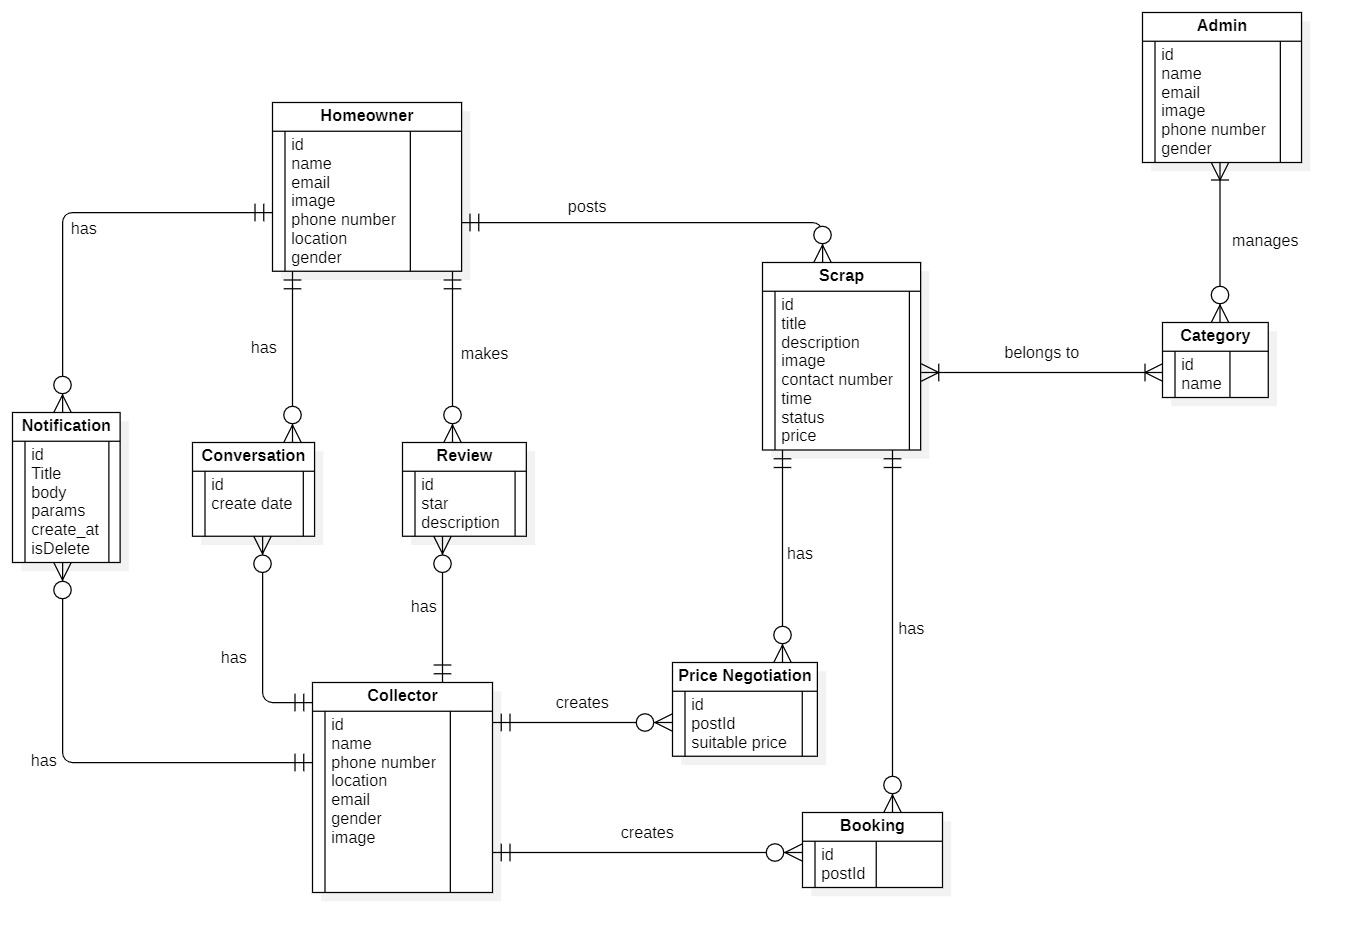 Admin
id
name
email
image
phone number
gender
Homeowner
id
name
email
image
phone number
location
gender
has
posts
manages
Scrap
id
title
description
image
contact number
time
status
price
belongs to
Category
id
name
has
makes
Notification
id
Title
body
params
create_at
isDelete
Conversation
id
create date
Review
id
star
description
has
has
has
has
has
Collector
id
name
phone number
location
email
gender
image
creates
Price Negotiation
id
postId
suitable price
creates
Booking
id
postId